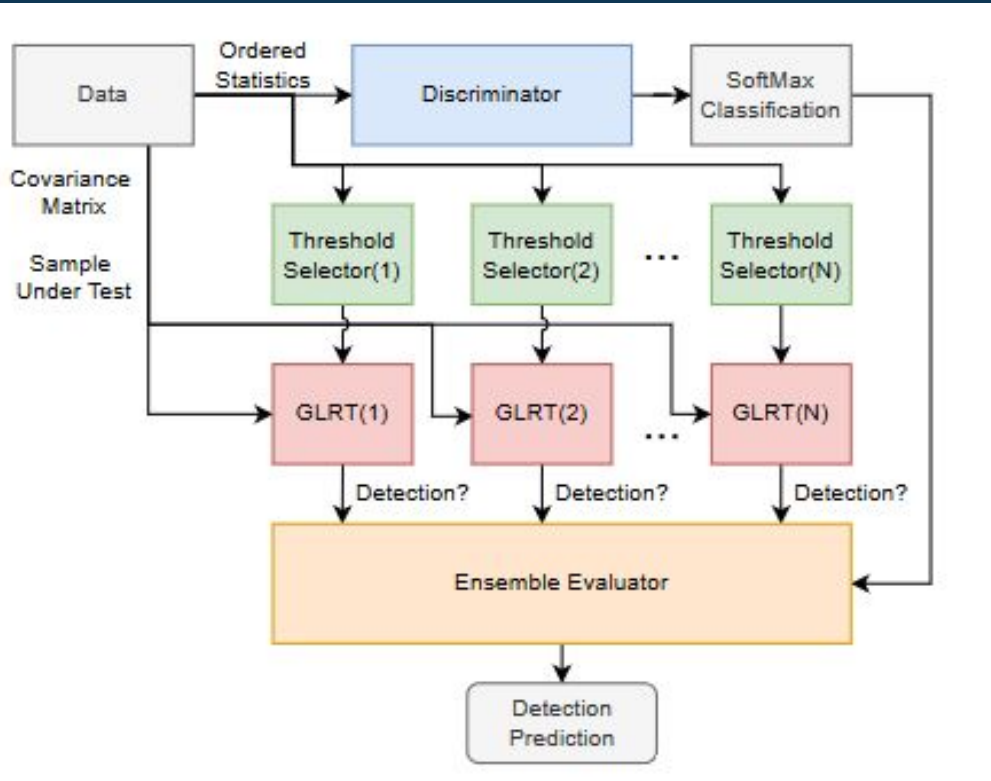 Ordered
Statistics
Data
Discriminator
SoftMax
Classification
Covariance
Matrix
Sample
Under Test
Threshold
Selector(1)
Threshold
Selector(2)
...
Threshold
Selector(N)
GLRT(1)
GLRT(2)
...
GLRT(N)
Detection?
Detection?
Detection?
Ensemble Evaluator
Detection
Prediction